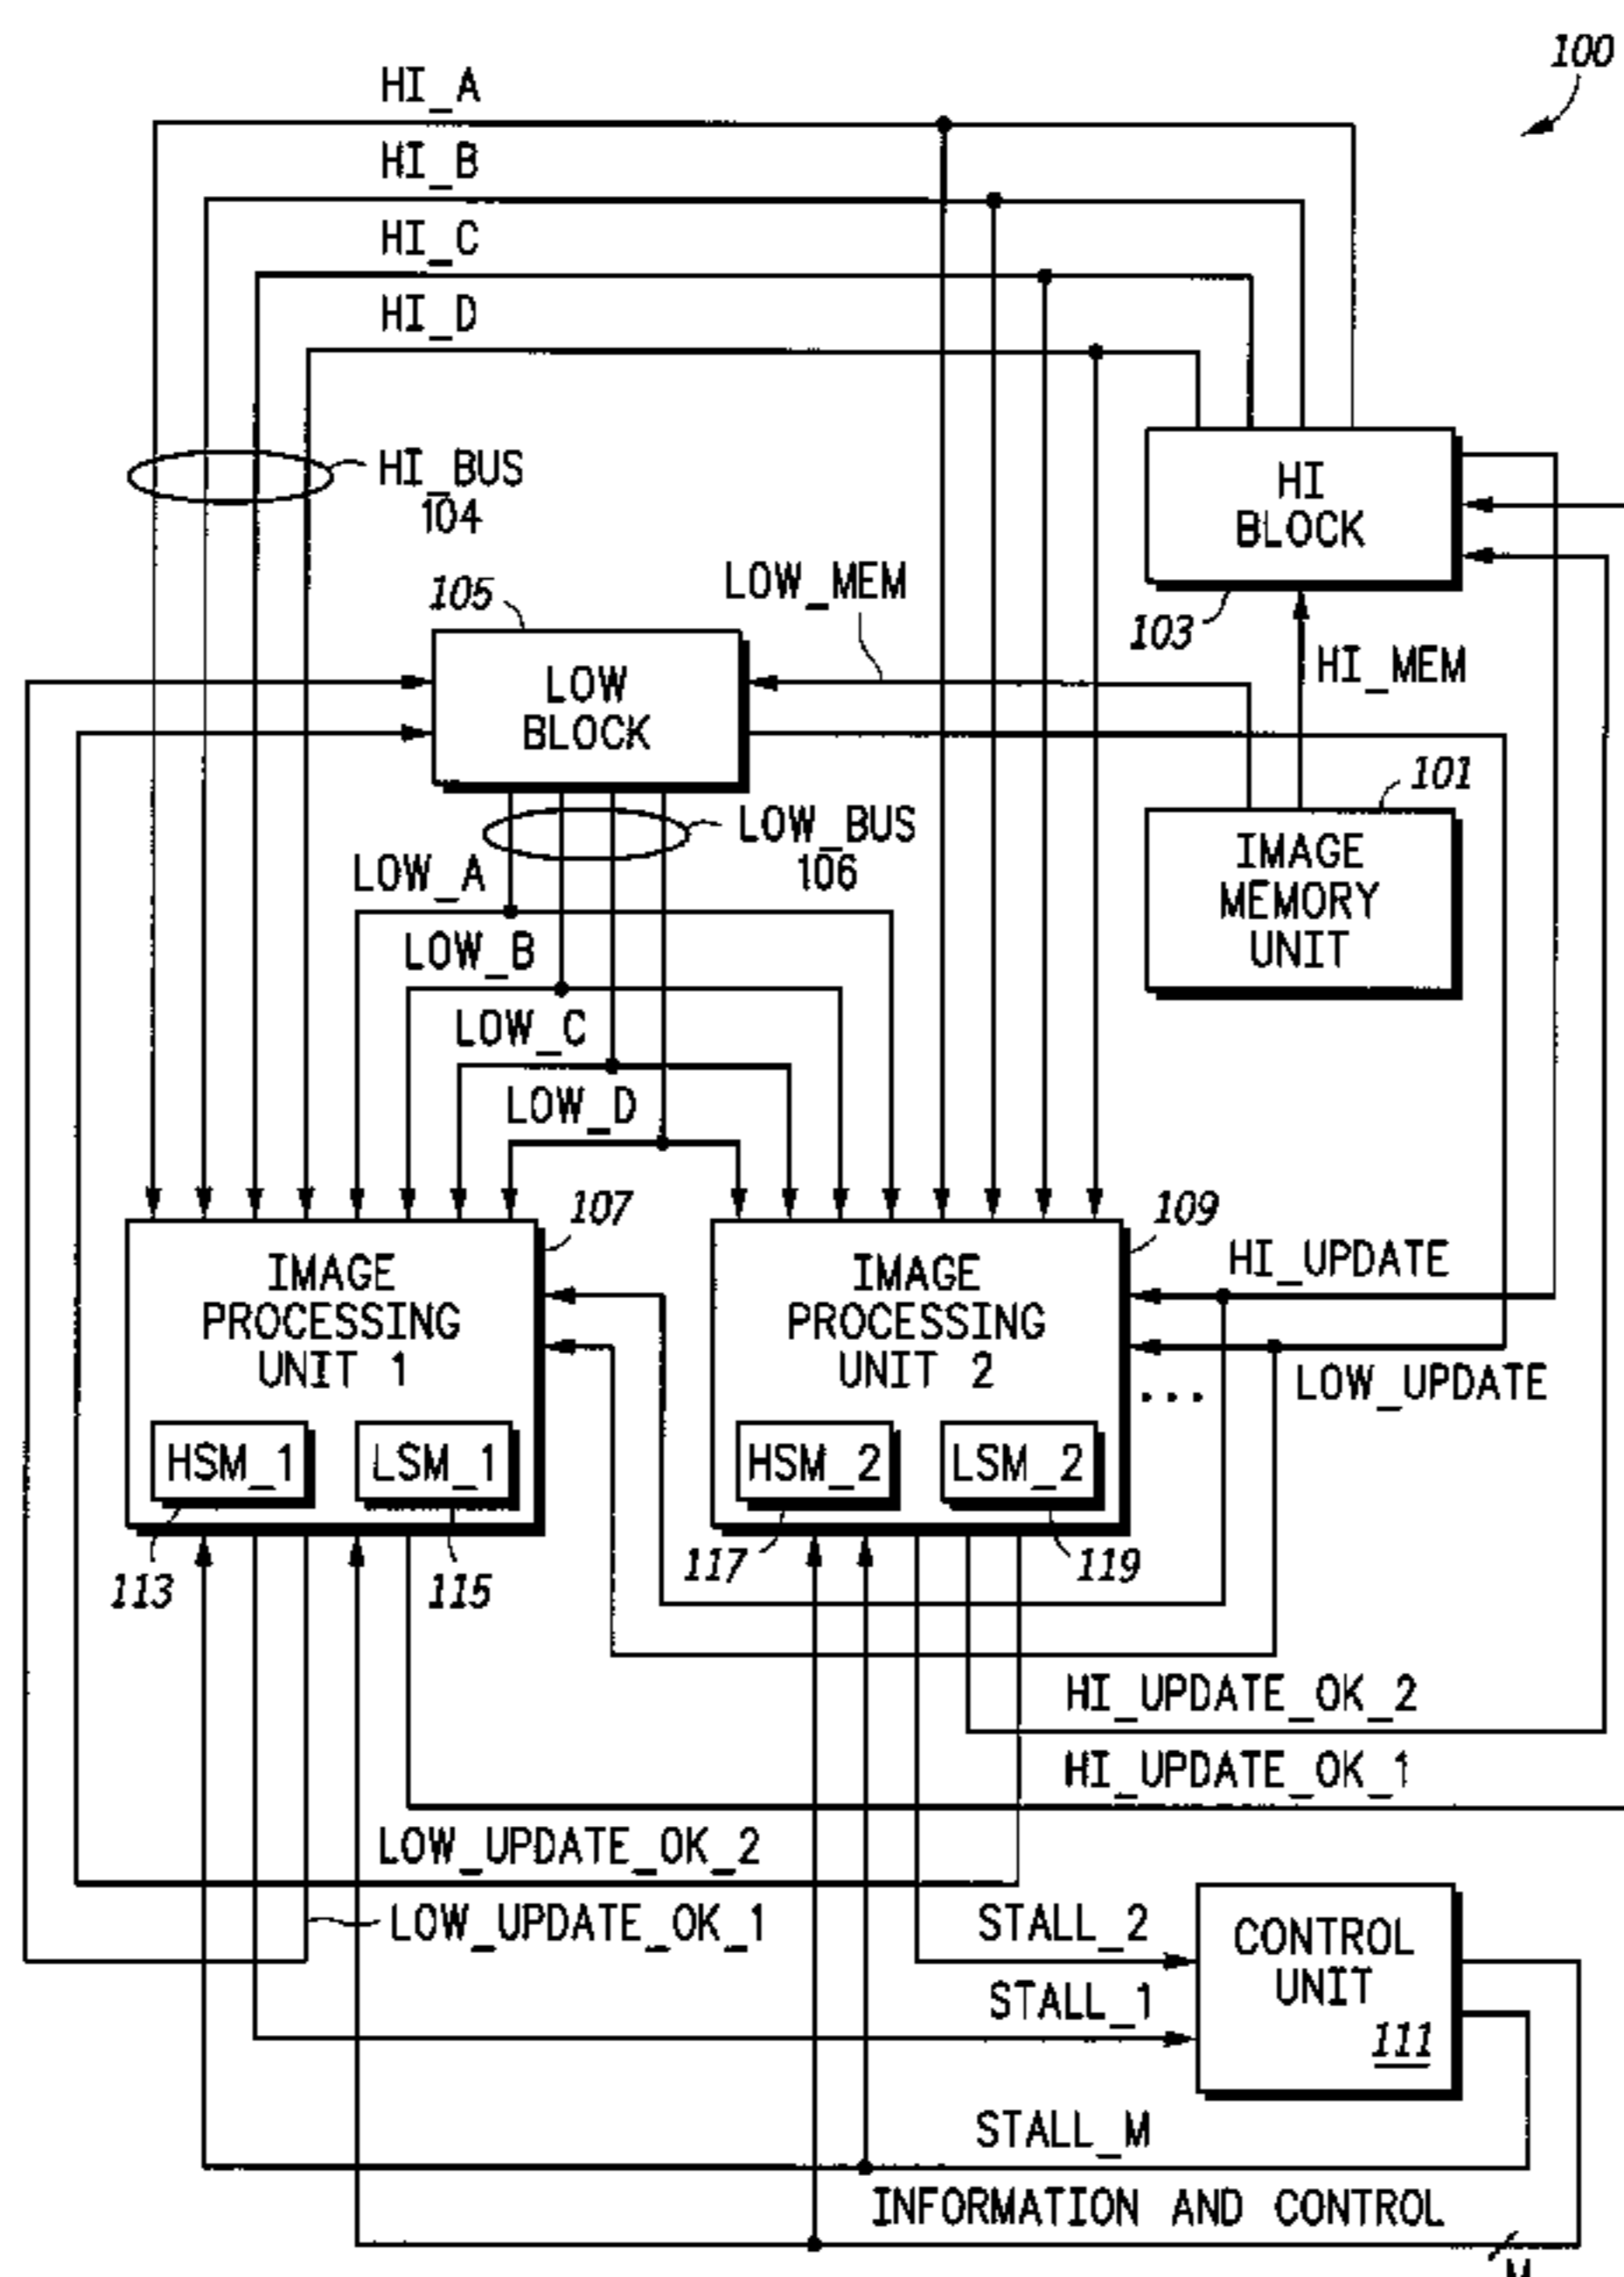 100
HI_A
HI_B
HI_C
HI_D
HI_BUS
104
HI
BLOCK
103
LOW_MEM
105
LOW
BLOCK
HI_MEM
101
IMAGE
MEMORY
UNIT
LOW_BUS
106
LOW_A
LOW_B
LOW_C
LOW_D
107
109
IMAGE
PROCESSING
UNIT 1
HSM_1
LSM_1
113
115
IMAGE
PROCESSING
UNIT 2
HSM_2
LSM_2
117
119
HI_UPDATE
LOW_UPDATE
...
HI_UPDATE_OK_2
HI_UPDATE_OK_1
LOW_UPDATE_OK_2
LOW_UPDATE_OK_1
STALL_2
STALL_1
CONTROL
UNIT
111
STALL_M
INFORMATION AND CONTROL
M